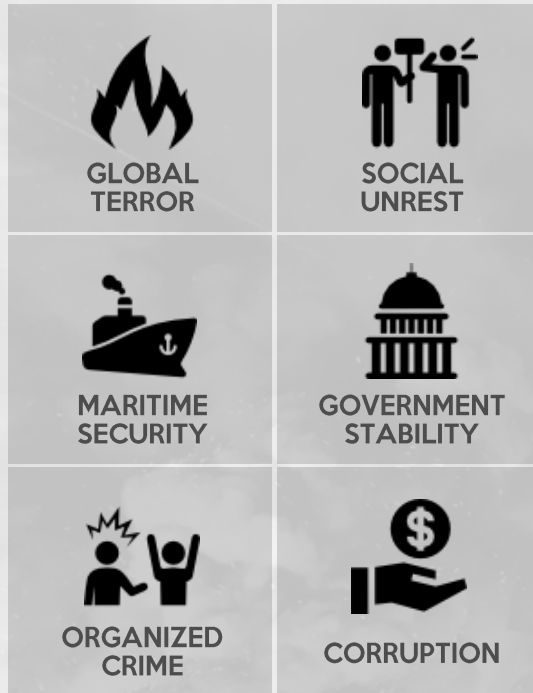 GLOBAL
TERROR
SOCIAL
UNREST
MARITIME
SECURITY
GOVERNMENT
STABILITY
$
ORGANIZED
CRIME
CORRUPTION